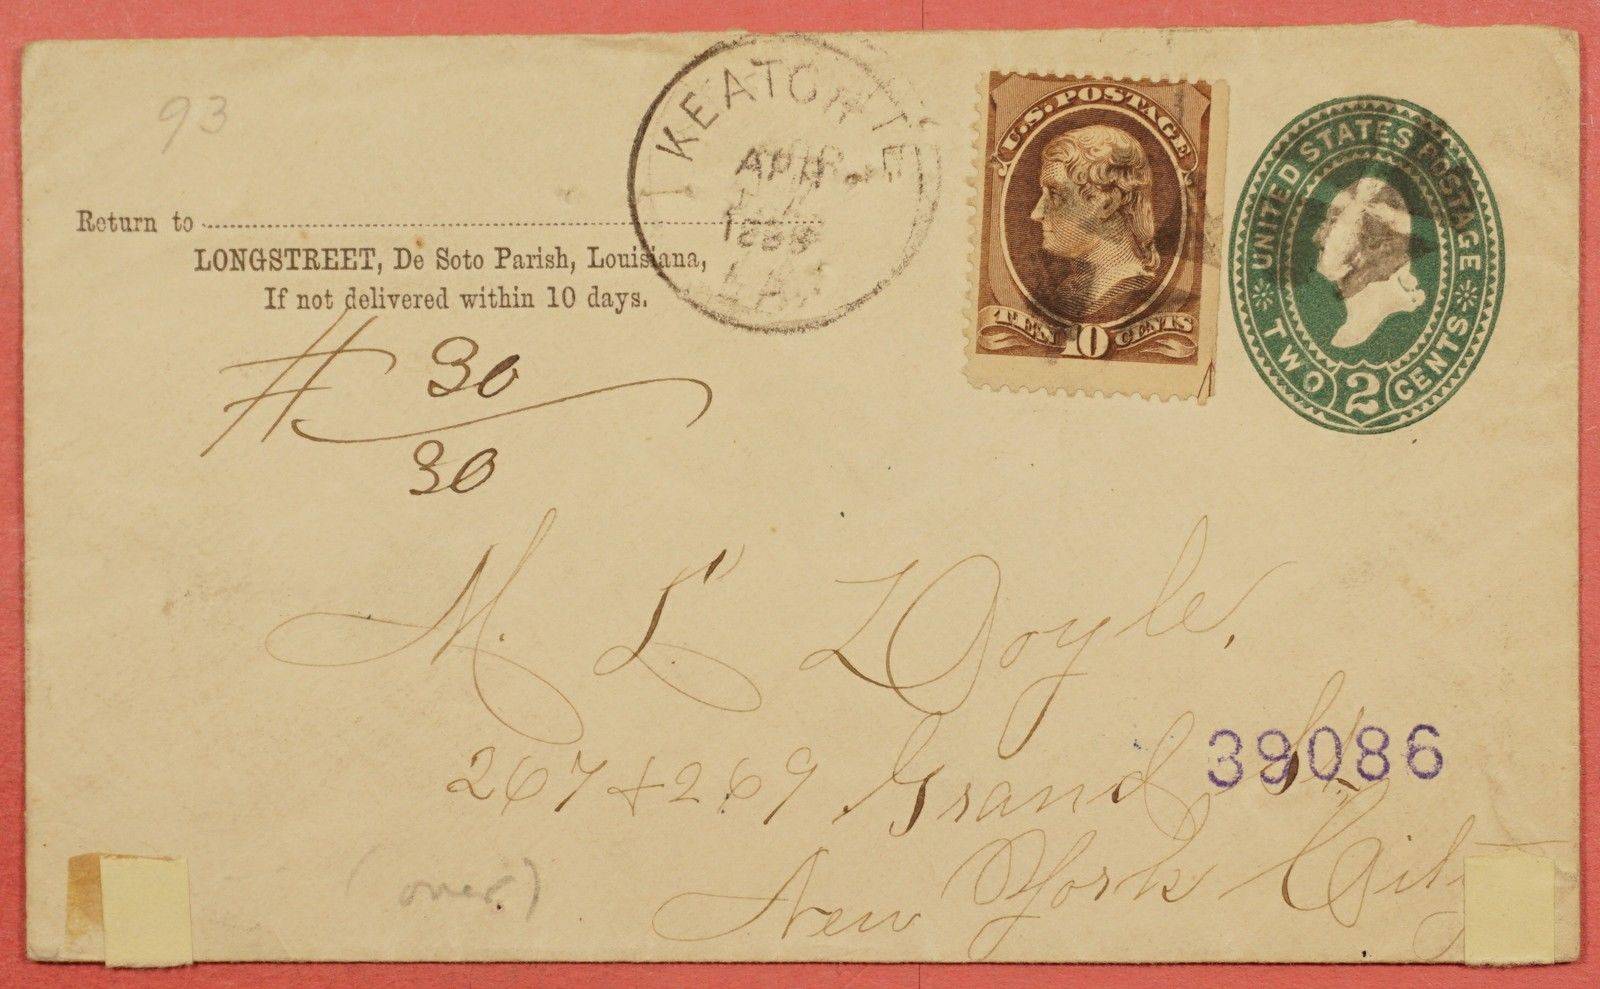 93
KEATCH
APR.
LA.
U.S. POSTAGE
TEN 10 CENTS
UNITED STATES POSTAGE
TWO 2 CENTS
Return to
LONGSTREET, De Soto Parish, Louisiana,
If not delivered within 10 days.
# 30
30
M. L. Doyle,
267 + 269 Grand St.
39086
New York City
(over)